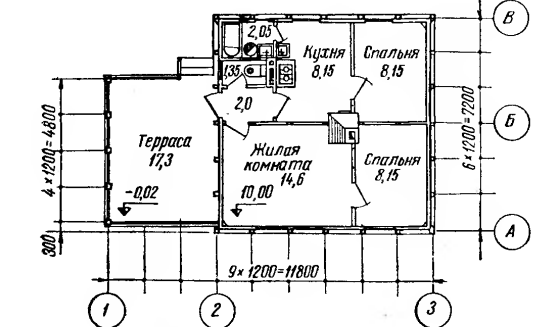 В
2,05
Кухня
8,15
Спальня
8,15
1,35
2,0
Б
Терраса
17,3
Жилая
комната
14,6
Спальня
8,15
-0,02
10,00
А
4×1200=4800
300
6×1200=7200
9×1200=11800
1
2
3